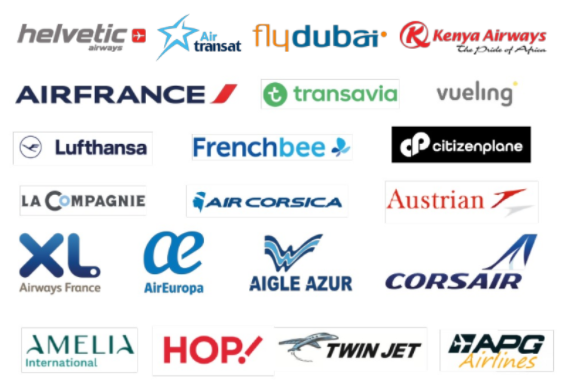 helvetic
airways
Air
transat
flydubai
Kenya Airways
The Pride of Africa
AIRFRANCE
transavia
vueling
Lufthansa
Frenchbee
citizenplane
LA COMPAGNIE
AIR CORSICA
Austrian
XL
Airways France
AirEuropa
AIGLE AZUR
CORSAIR
AMELIA
International
HOP!
TWIN JET
APG
Airlines